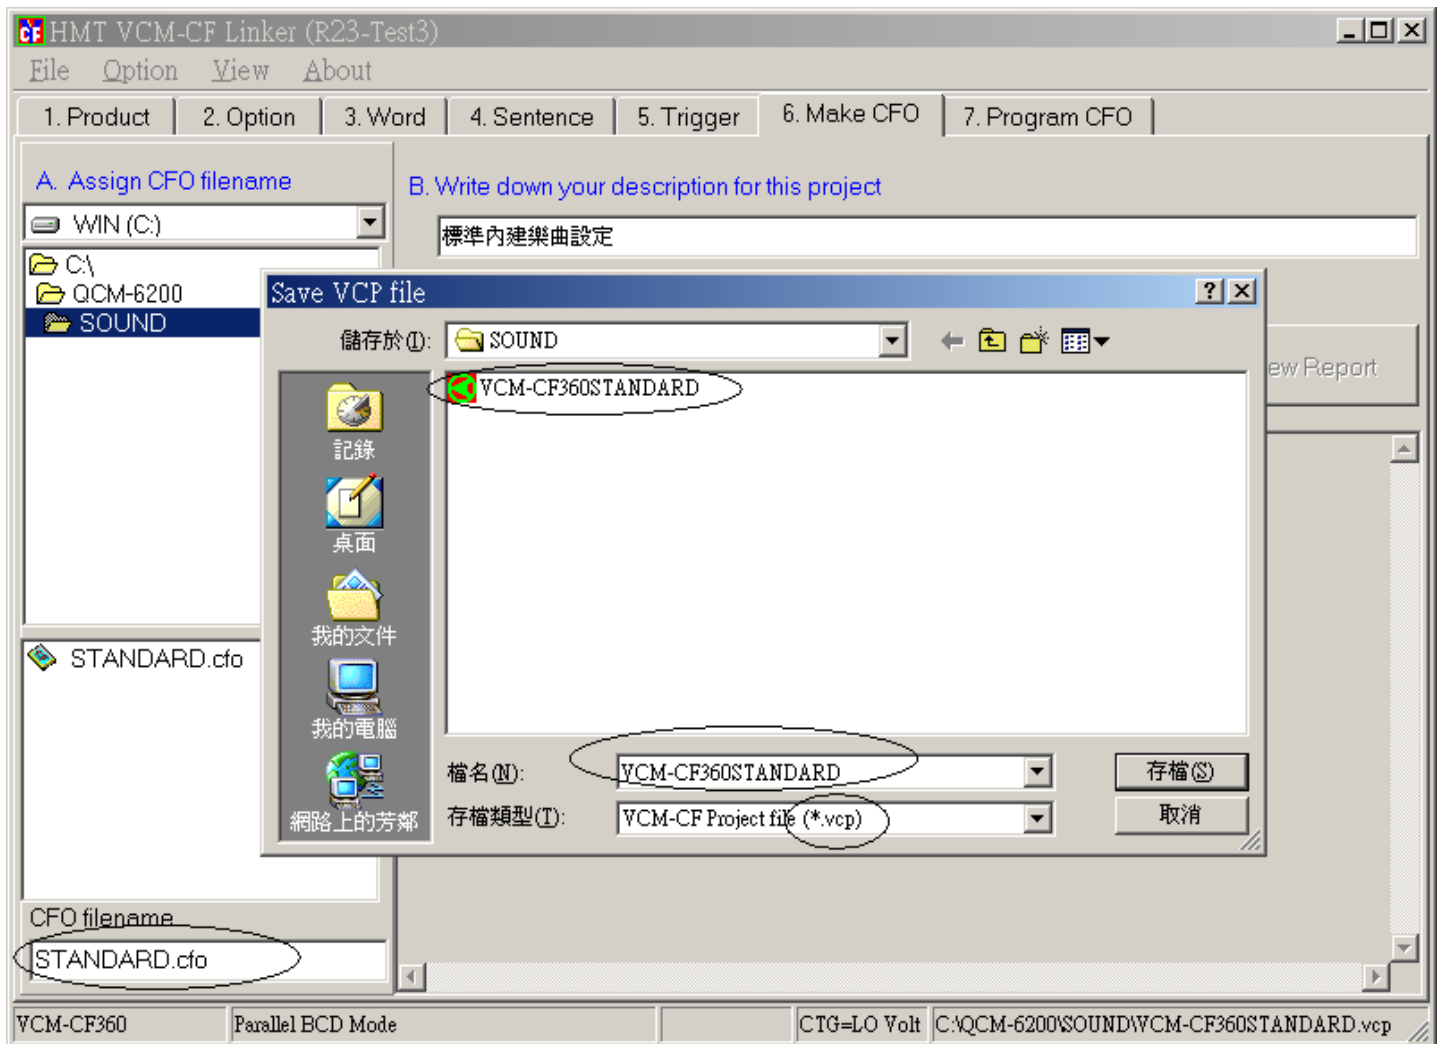 HMT VCM-CF Linker (R23-Test3)
File Option View About
1. Product 2. Option 3. Word 4. Sentence 5. Trigger 6. Make CFO 7. Program CFO
A. Assign CFO filename
WIN (C:)
C:\
QCM-6200
SOUND
B. Write down your description for this project
標準內建樂曲設定
ew Report
Save VCP file
儲存於(I): SOUND
VCM-CF360STANDARD
記錄
桌面
我的文件
我的電腦
網路上的芳鄰
檔名(N): VCM-CF360STANDARD 存檔(S)
存檔類型(T): VCM-CF Project file (*.vcp) 取消
STANDARD.cfo
CFO filename
STANDARD.cfo
VCM-CF360 Parallel BCD Mode CTG=LO Volt C:\QCM-6200\SOUND\VCM-CF360STANDARD.vcp